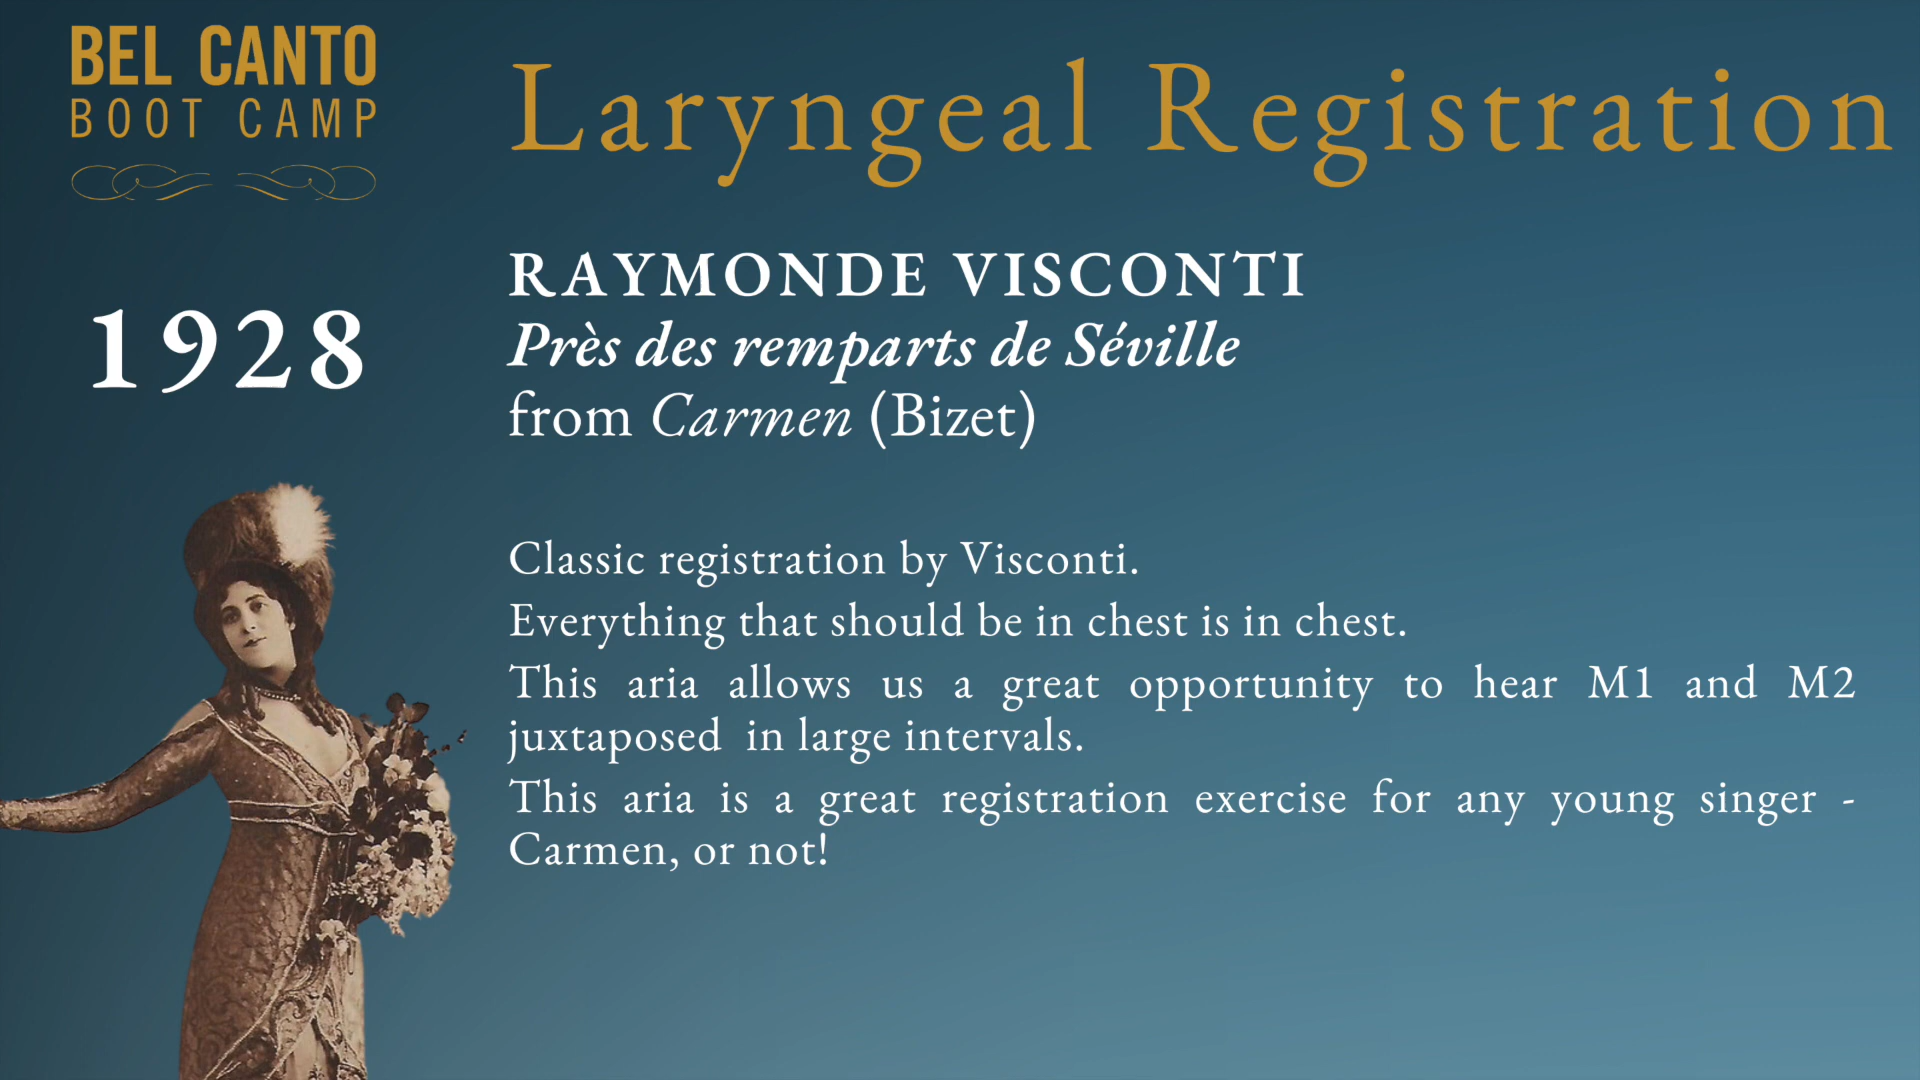 BEL CANTO
BOOT CAMP
Laryngeal Registration
1928
RAYMONDE VISCONTI
Près des remparts de Séville
from Carmen (Bizet)
Classic registration by Visconti.
Everything that should be in chest is in chest.
This aria allows us a great opportunity to hear M1 and M2
juxtaposed in large intervals.
This aria is a great registration exercise for any young singer -
Carmen, or not!